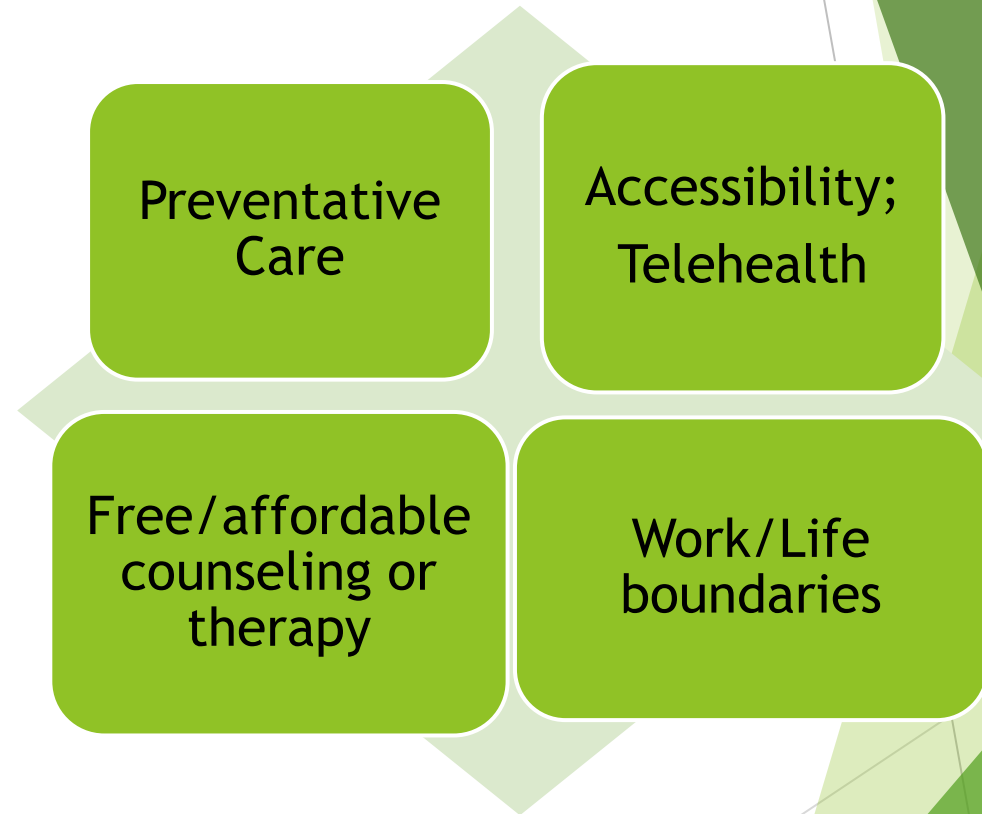 Preventative
Care
Accessibility;
Telehealth
Free/affordable
counseling or
therapy
Work/Life
boundaries